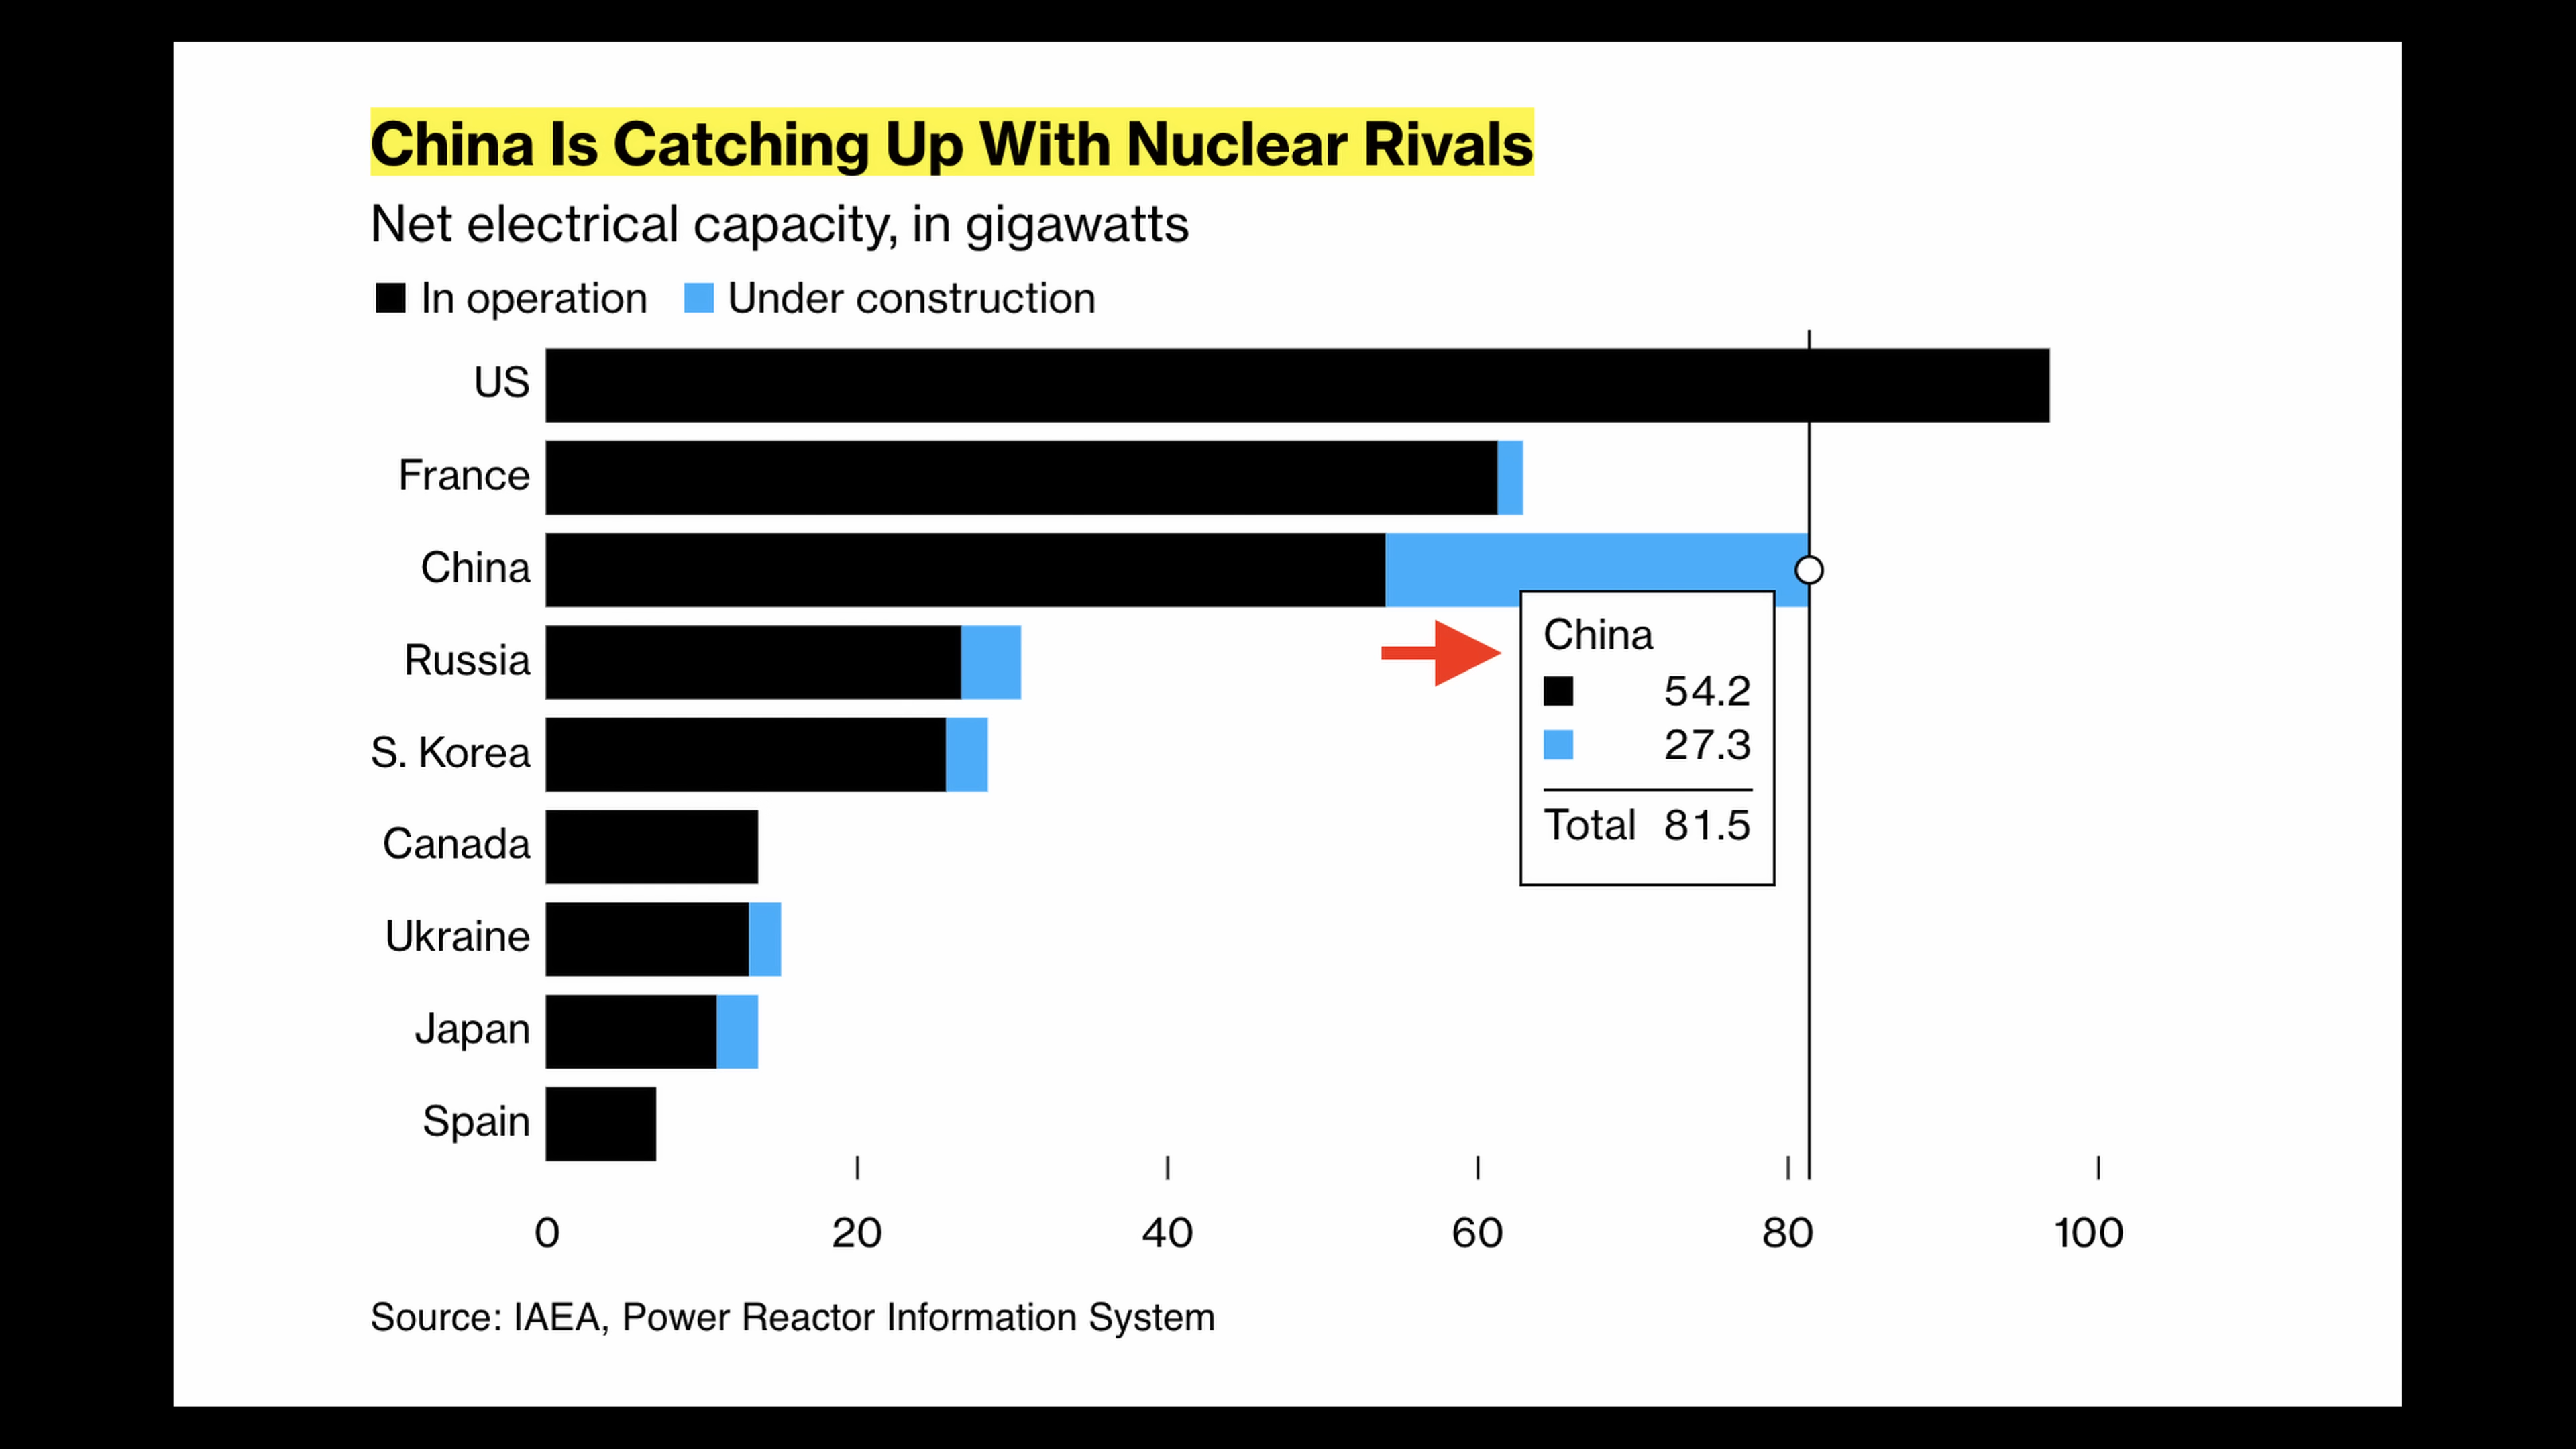 China Is Catching Up With Nuclear Rivals
Net electrical capacity, in gigawatts
In operation Under construction
US
France
China
Russia
S. Korea
Canada
Ukraine
Japan
Spain
China
54.2
27.3
Total 81.5
0 20 40 60 80 100
Source: IAEA, Power Reactor Information System